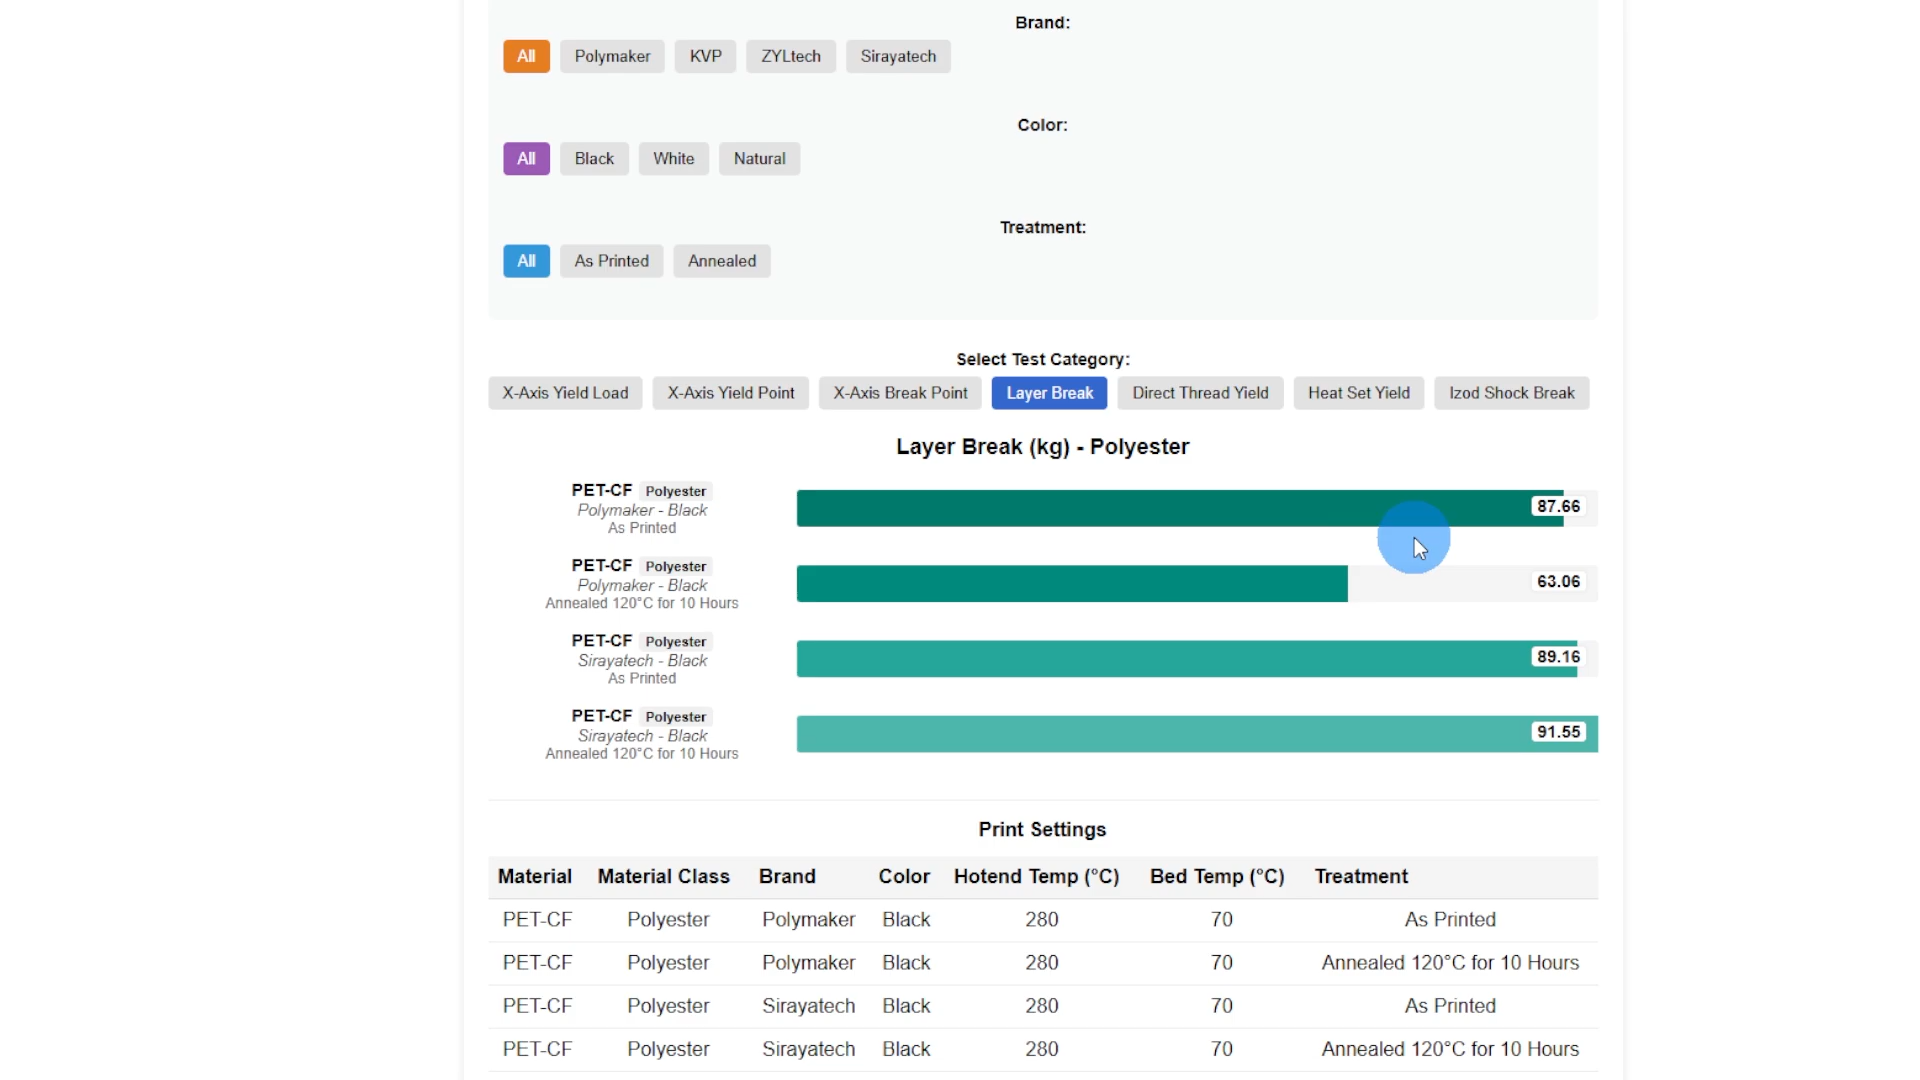 Brand:
All Polymaker KVP ZYLtech Sirayatech
Color:
All Black White Natural
Treatment:
All As Printed Annealed
Select Test Category:
X-Axis Yield Load X-Axis Yield Point X-Axis Break Point Layer Break Direct Thread Yield Heat Set Yield Izod Shock Break
Layer Break (kg) - Polyester
PET-CF Polyester
Polymaker - Black
As Printed
87.66
PET-CF Polyester
Polymaker - Black
Annealed 120°C for 10 Hours
63.06
PET-CF Polyester
Sirayatech - Black
As Printed
89.16
PET-CF Polyester
Sirayatech - Black
Annealed 120°C for 10 Hours
91.55
Print Settings
Material Material Class Brand Color Hotend Temp (°C) Bed Temp (°C) Treatment
PET-CF Polyester Polymaker Black 280 70 As Printed
PET-CF Polyester Polymaker Black 280 70 Annealed 120°C for 10 Hours
PET-CF Polyester Sirayatech Black 280 70 As Printed
PET-CF Polyester Sirayatech Black 280 70 Annealed 120°C for 10 Hours